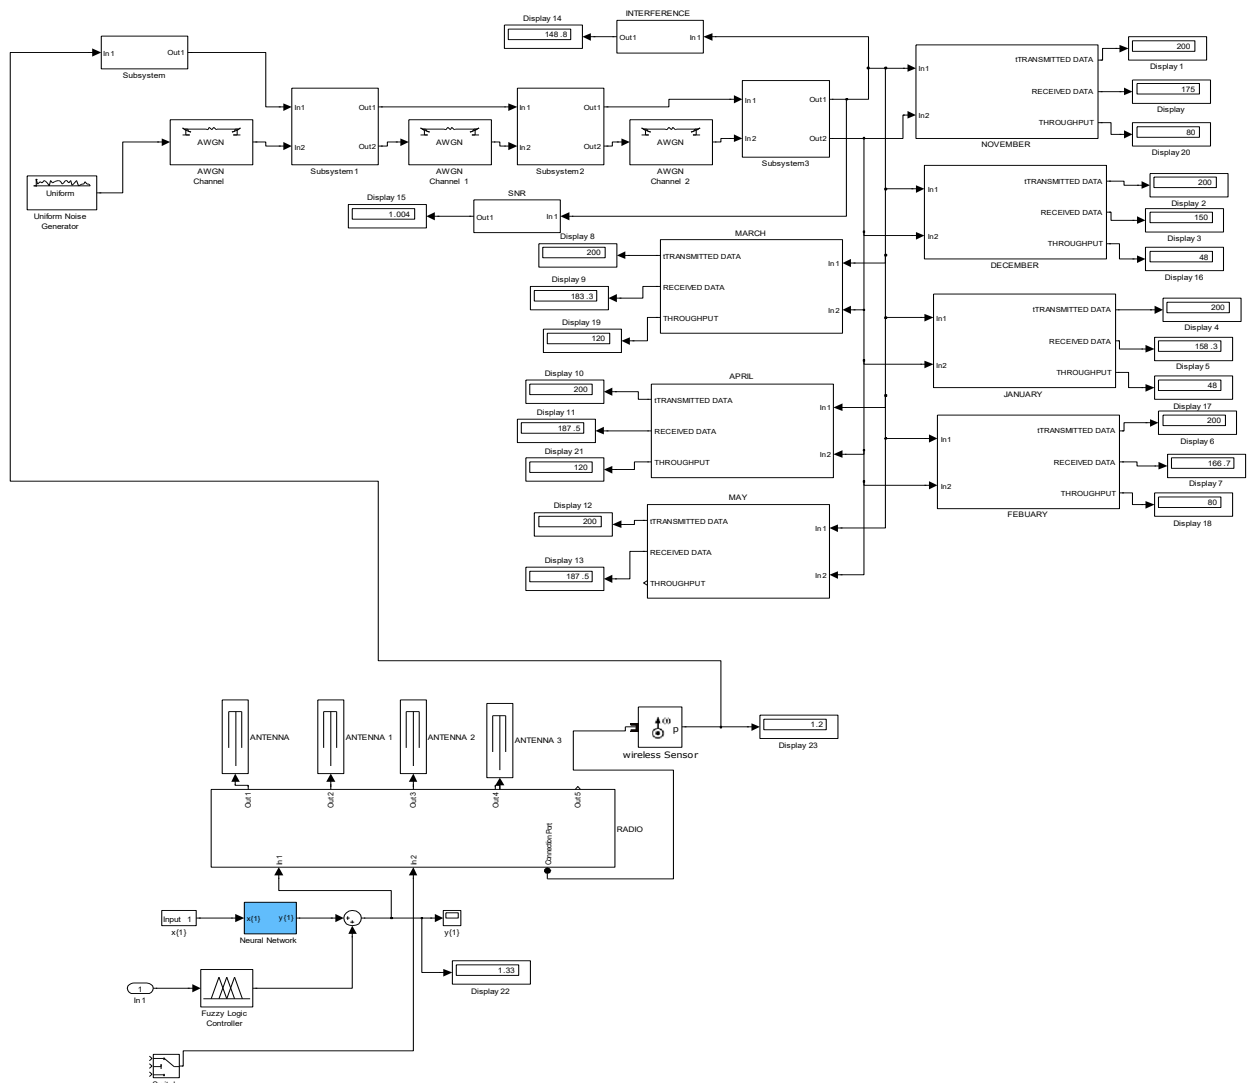 Display 14
148 .8
INTERFERENCE
Out1
In1
In1
Out1
Subsystem
AWGN
AWGN
Channel
Uniform
Uniform Noise
Generator
In1
In2
Out1
Out2
Subsystem1
AWGN
AWGN
Channel 1
In1
In2
Out1
Out2
Subsystem2
AWGN
AWGN
Channel 2
In1
In2
Out1
Out2
Subsystem3
Display 15
1.004
SNR
Out1
In1
In1
In2
tTRANSMITTED DATA
RECEIVED DATA
THROUGHPUT
NOVEMBER
200
Display 1
175
Display
80
Display 20
In1
In2
tTRANSMITTED DATA
RECEIVED DATA
THROUGHPUT
DECEMBER
200
Display 2
150
Display 3
48
Display 16
Display 8
200
Display 9
183 .3
Display 19
120
MARCH
tTRANSMITTED DATA
RECEIVED DATA
THROUGHPUT
In1
In2
In1
In2
tTRANSMITTED DATA
RECEIVED DATA
THROUGHPUT
JANUARY
200
Display 4
158 .3
Display 5
48
Display 17
Display 10
200
Display 11
187 .5
Display 21
120
APRIL
tTRANSMITTED DATA
RECEIVED DATA
THROUGHPUT
In1
In2
In1
In2
tTRANSMITTED DATA
RECEIVED DATA
THROUGHPUT
FEBUARY
200
Display 6
166 .7
Display 7
80
Display 18
Display 12
200
Display 13
187 .5
MAY
tTRANSMITTED DATA
RECEIVED DATA
THROUGHPUT
In1
In2
ANTENNA
ANTENNA 1
ANTENNA 2
ANTENNA 3
p
wireless Sensor
1.2
Display 23
Out1
Out2
Out3
Out4
Out5
In1
In2
Connection Port
RADIO
Input 1
x{1}
x{1}
y{1}
Neural Network
y{1}
1.33
Display 22
1
In1
Fuzzy Logic
Controller